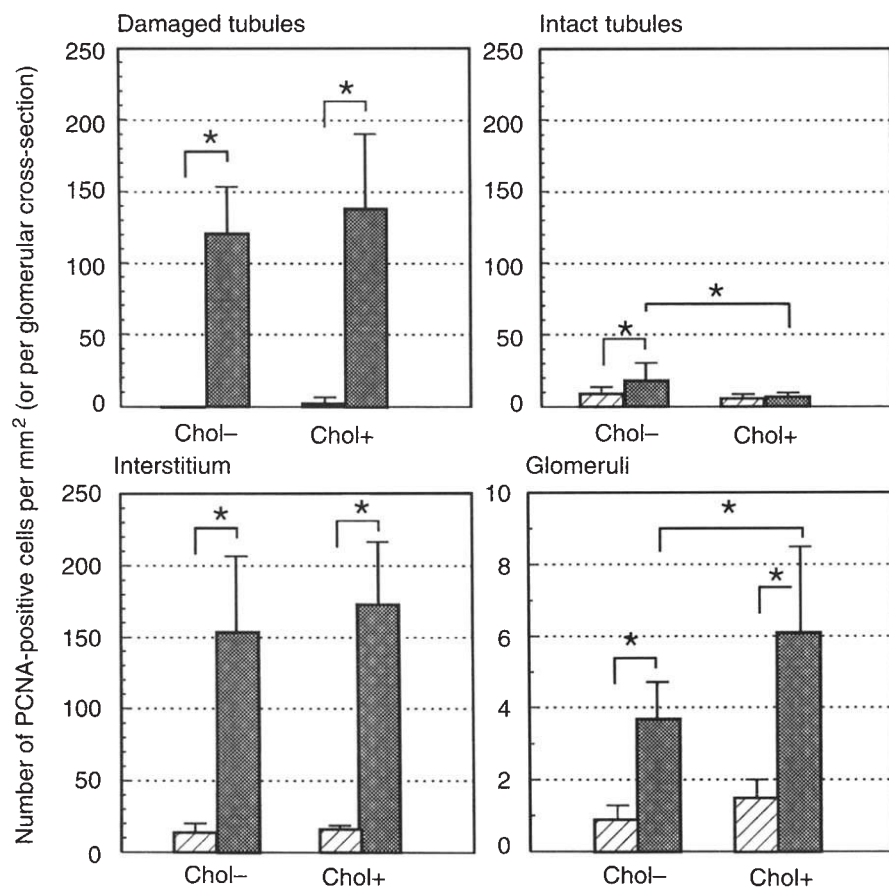 Number of PCNA-positive cells per mm² (or per glomerular cross-section)
Damaged tubules
250
200
150
100
50
0
*
*
Chol–
Chol+
Intact tubules
250
200
150
100
50
0
*
*
Chol–
Chol+
Interstitium
250
200
150
100
50
0
*
*
Chol–
Chol+
Glomeruli
10
8
6
4
2
0
*
*
*
Chol–
Chol+